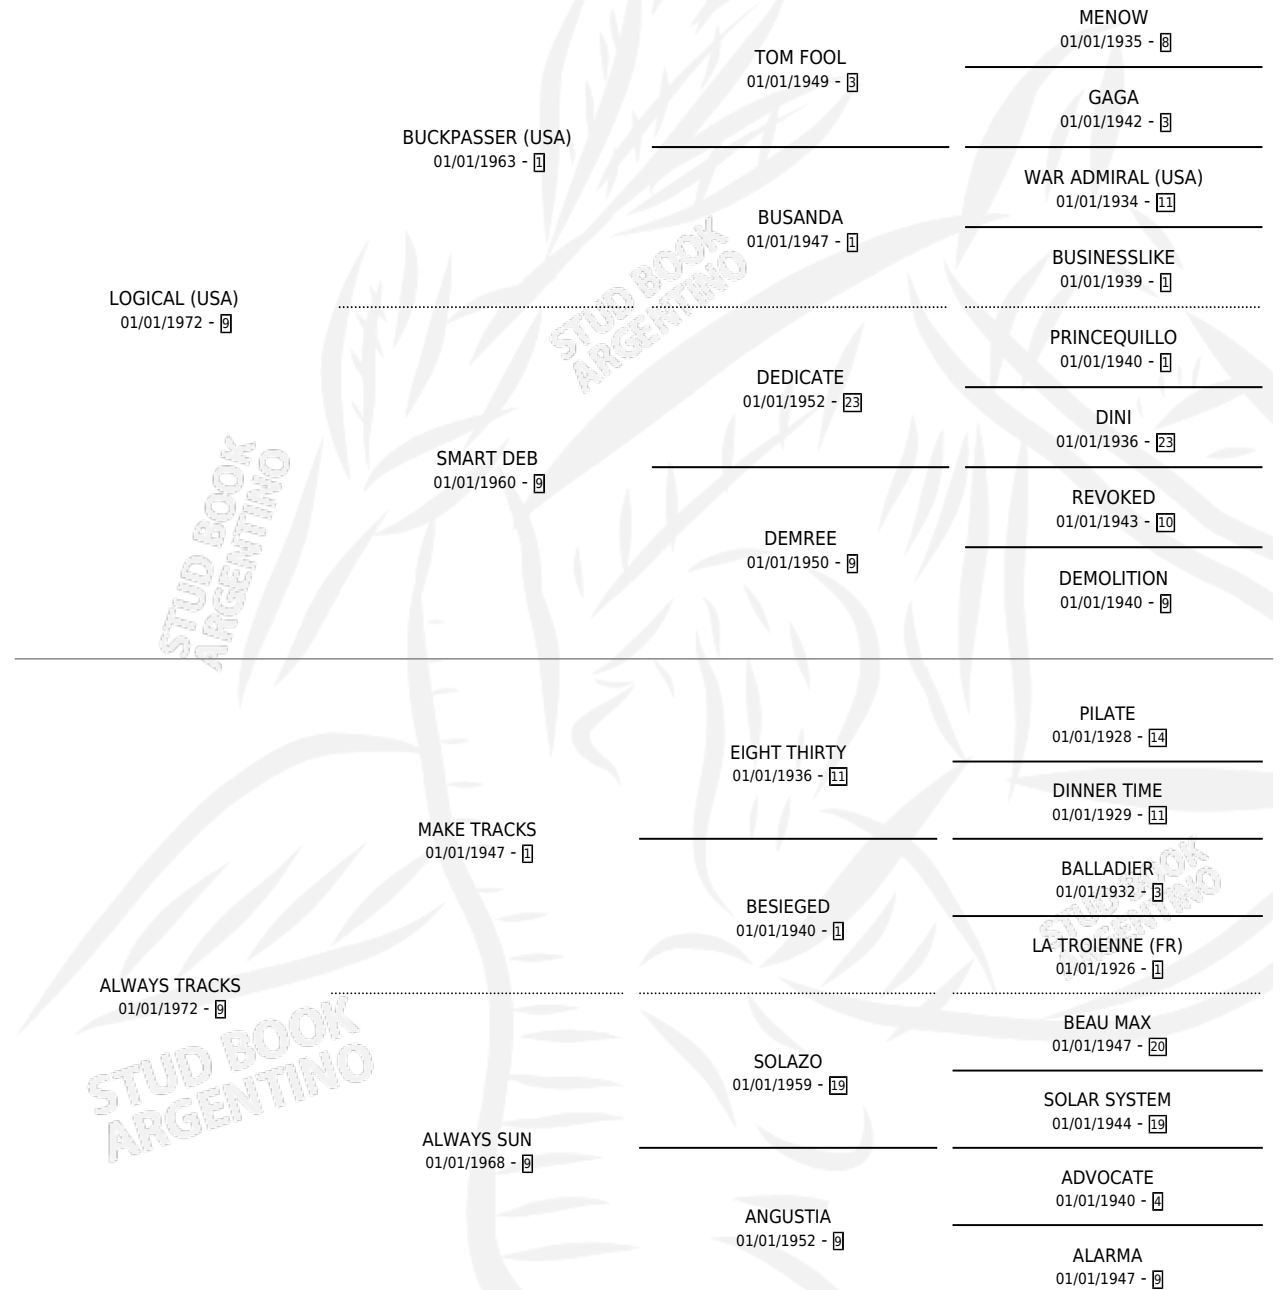 MENOW
01/01/1935 - 8
TOM FOOL
01/01/1949 - 3
GAGA
01/01/1942 - 3
BUCKPASSER (USA)
01/01/1963 - 1
WAR ADMIRAL (USA)
01/01/1934 - 11
BUSANDA
01/01/1947 - 1
BUSINESSLIKE
01/01/1939 - 1
LOGICAL (USA)
01/01/1972 - 9
PRINCEQUILLO
01/01/1940 - 1
DEDICATE
01/01/1952 - 23
DINI
01/01/1936 - 23
SMART DEB
01/01/1960 - 9
REVOKED
01/01/1943 - 10
DEMREE
01/01/1950 - 9
DEMOLITION
01/01/1940 - 9
PILATE
01/01/1928 - 14
EIGHT THIRTY
01/01/1936 - 11
DINNER TIME
01/01/1929 - 11
MAKE TRACKS
01/01/1947 - 1
BALLADIER
01/01/1932 - 3
BESIEGED
01/01/1940 - 1
LA TROIENNE (FR)
01/01/1926 - 1
ALWAYS TRACKS
01/01/1972 - 9
BEAU MAX
01/01/1947 - 20
SOLAZO
01/01/1959 - 19
SOLAR SYSTEM
01/01/1944 - 19
ALWAYS SUN
01/01/1968 - 9
ADVOCATE
01/01/1940 - 4
ANGUSTIA
01/01/1952 - 9
ALARMA
01/01/1947 - 9
STUD BOOK
ARGENTINO
STUD BOOK
ARGENTINO
STUD BOOK
ARGENTINO
STUD BOOK
ARGENTINO